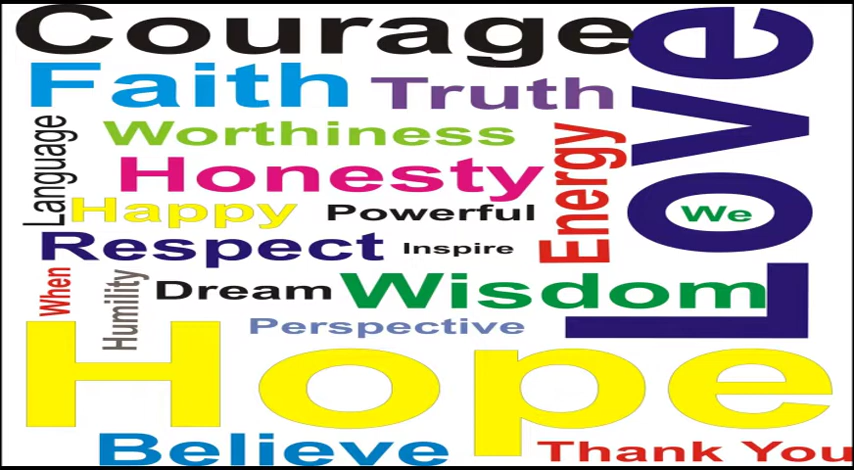 Courage
Love
Faith
Truth
Worthiness
Language
Energy
Honesty
Happy
Powerful
We
Respect
Inspire
When
Humility
Dream
Wisdom
Perspective
Hope
Believe
Thank You